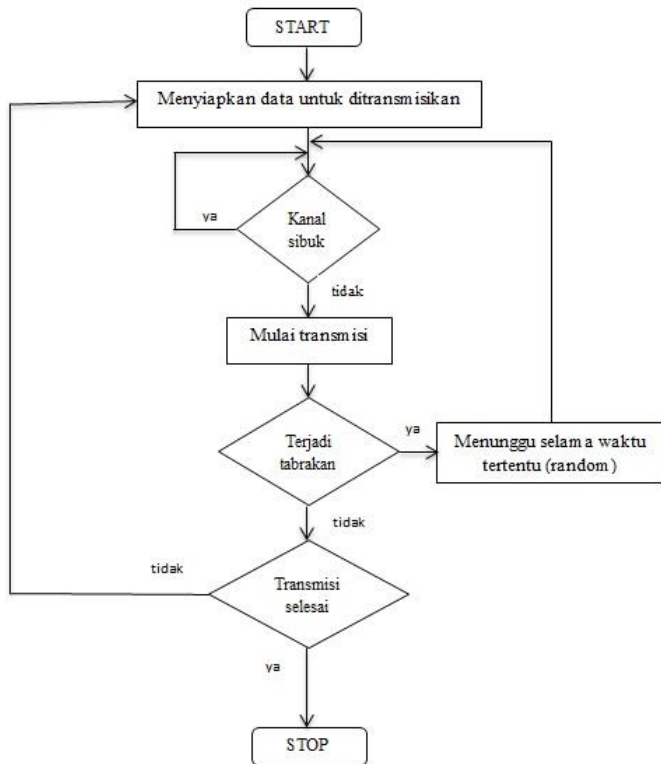 START
Menyiapkan data untuk ditransmisikan
ya
Kanal
sibuk
tidak
Mulai transmisi
Terjadi
tabrakan
ya
Menunggu selama waktu
tertentu (random)
tidak
tidak
Transmisi
selesai
ya
STOP